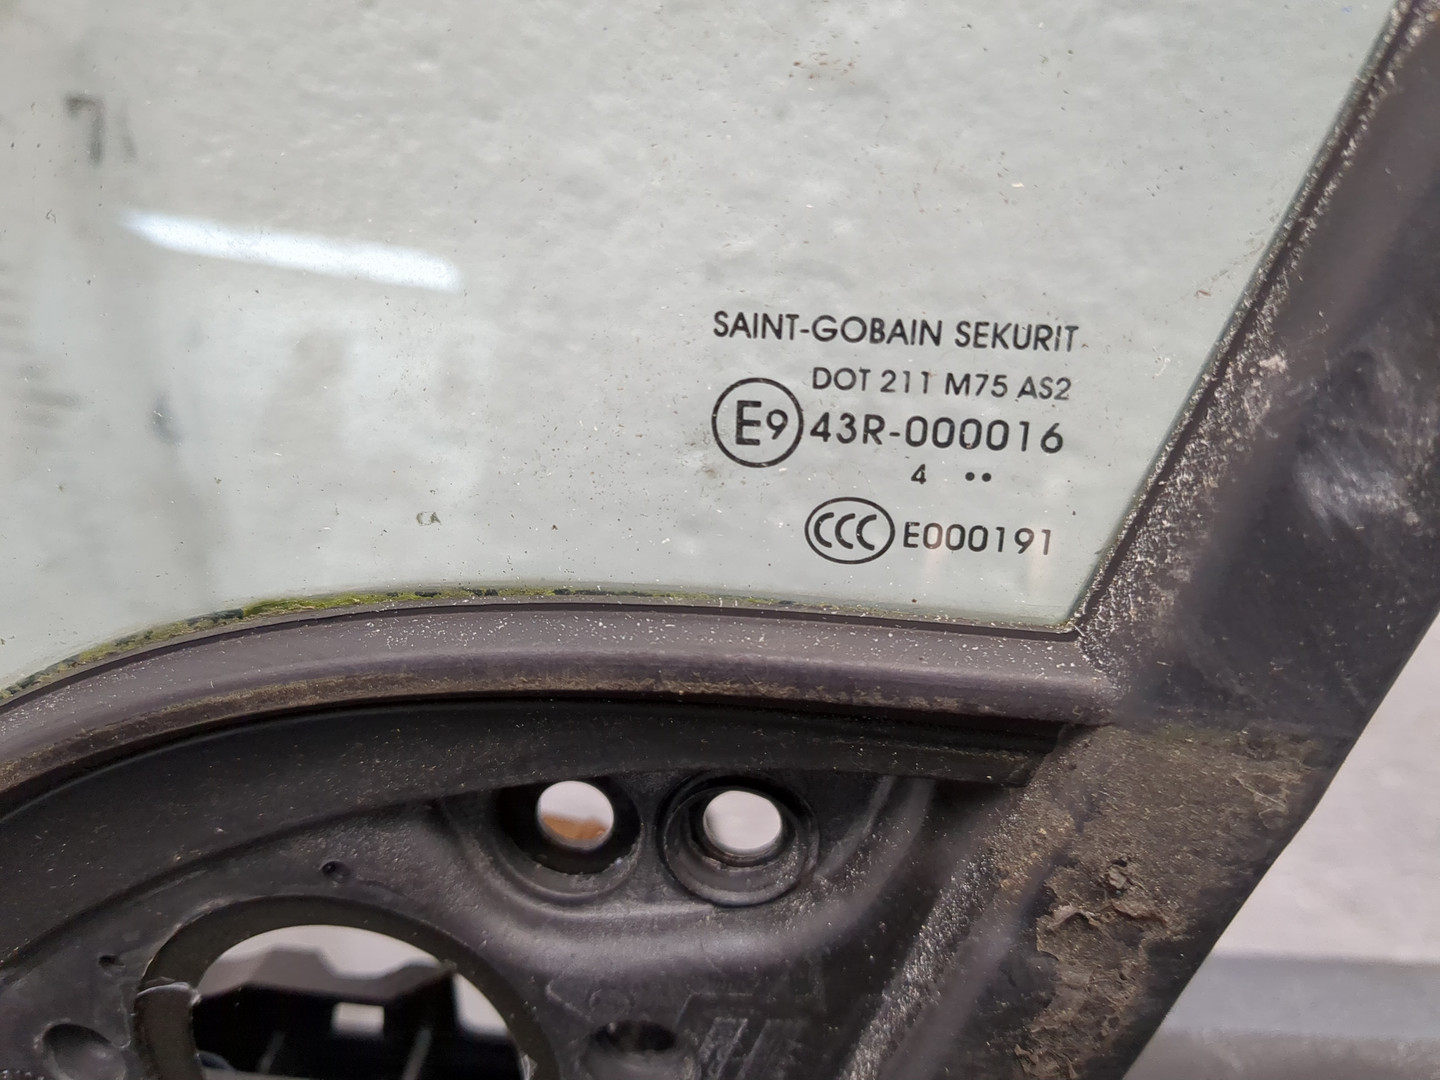 SAINT-GOBAIN SEKURIT
DOT 211 M75 AS2
E9 43R-000016
4 ••
CCC E000191